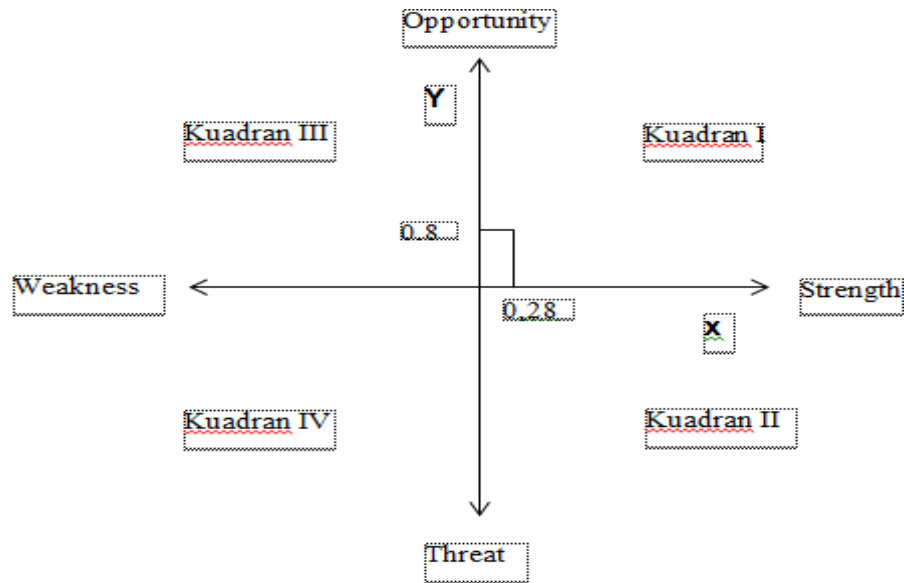 Opportunity
Y
Kuadran III
Kuadran I
0,8
Weakness
Strength
0,28
x
Kuadran IV
Kuadran II
Threat